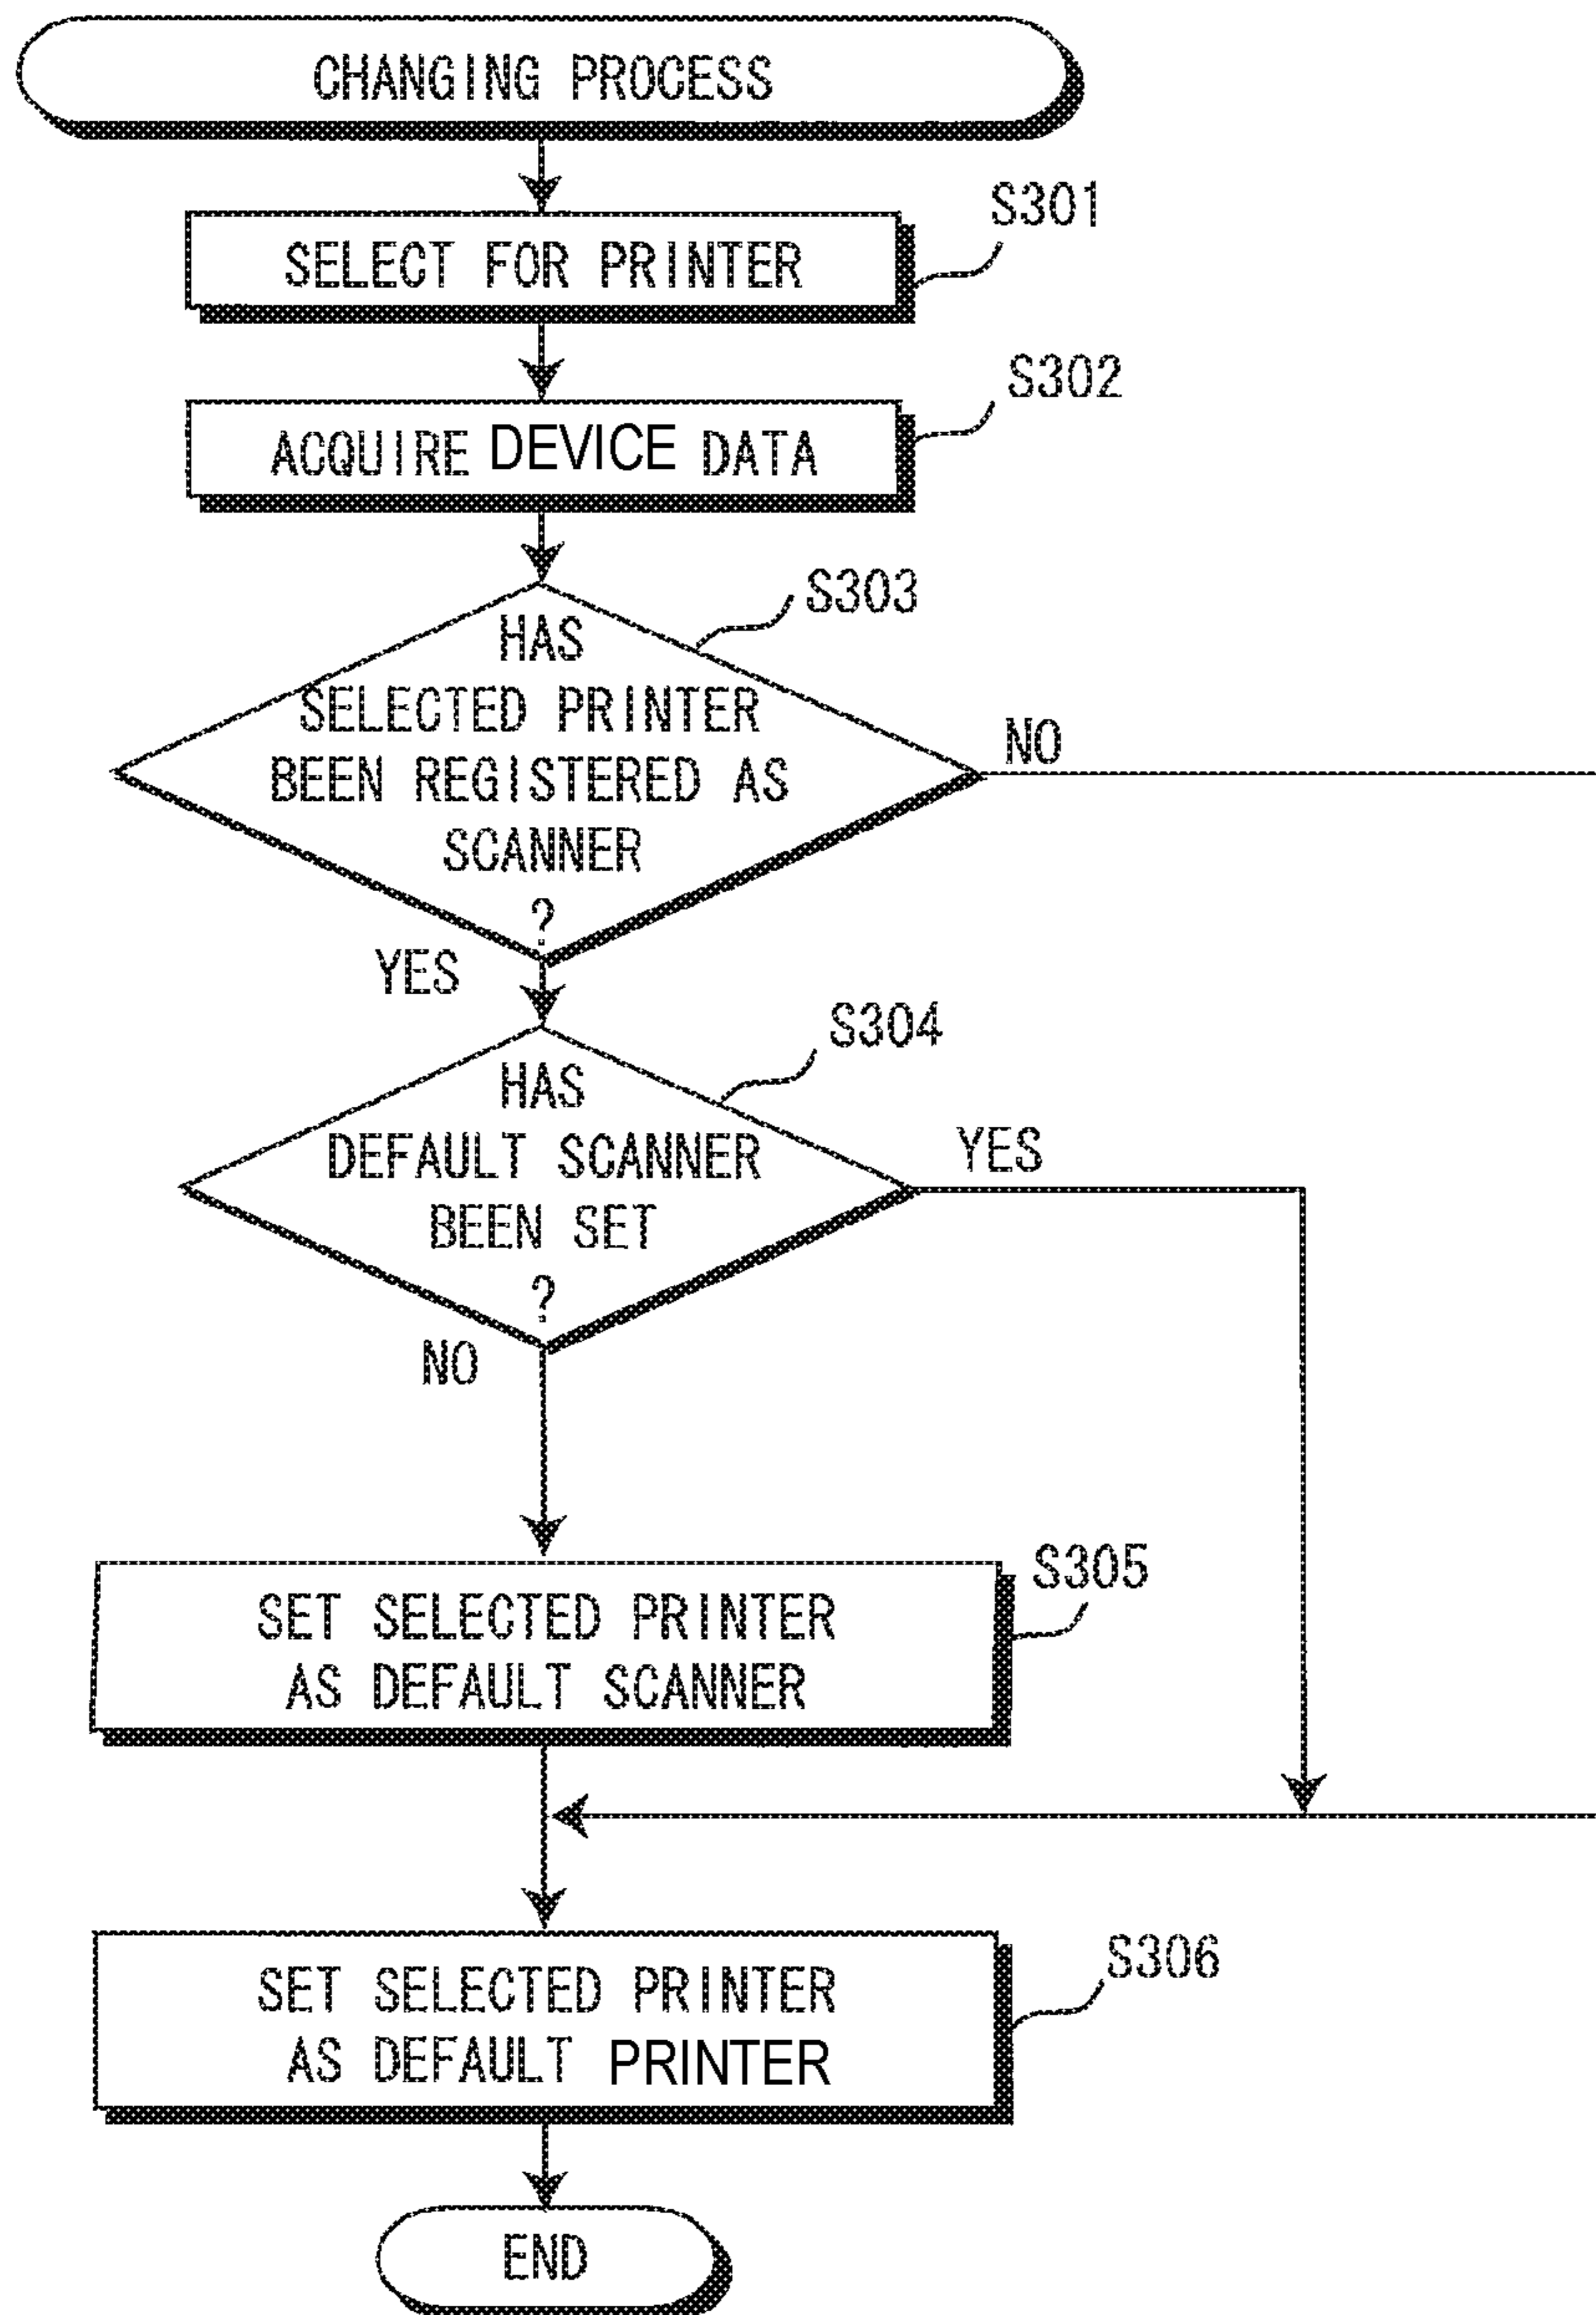 CHANGING PROCESS
S301
SELECT FOR PRINTER
S302
ACQUIRE DEVICE DATA
S303
HAS
SELECTED PRINTER
BEEN REGISTERED AS
SCANNER
?
NO
YES
S304
HAS
DEFAULT SCANNER
BEEN SET
?
YES
NO
S305
SET SELECTED PRINTER
AS DEFAULT SCANNER
S306
SET SELECTED PRINTER
AS DEFAULT PRINTER
END